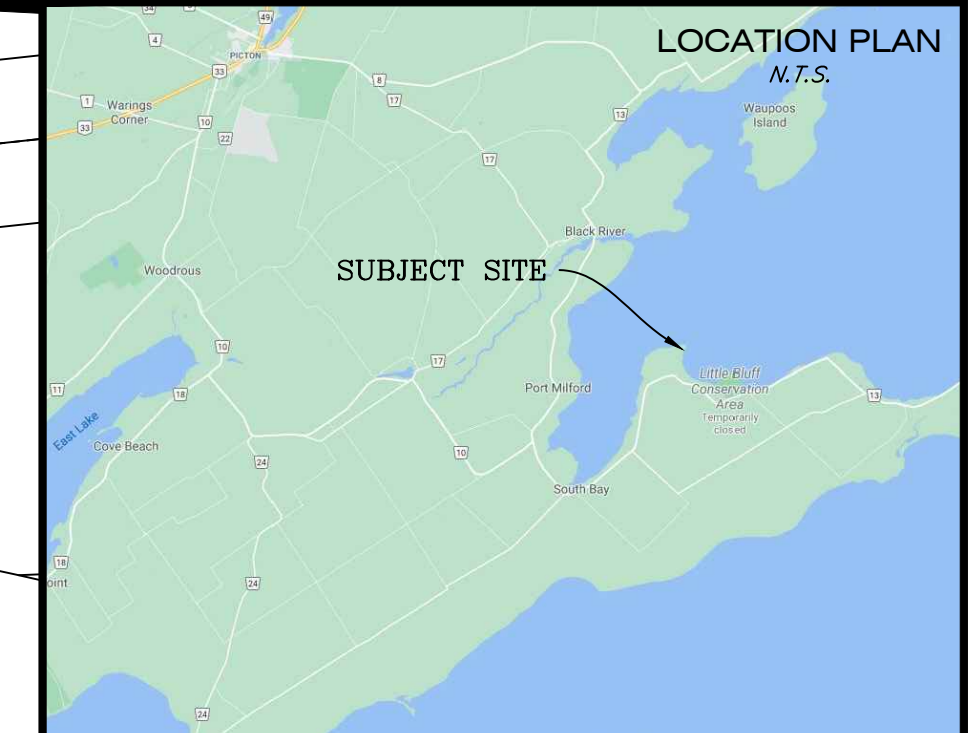 LOCATION PLAN
N.T.S.
34
49
4
PICTON
33
8
1
Warings
Corner
17
13
Waupoos
Island
33
10
22
17
Black River
Woodrous
SUBJECT SITE
10
17
Little Bluff
Conservation
Area
Temporarily
closed
11
18
Port Milford
13
East Lake
Cove Beach
10
24
South Bay
18
oint
24
24